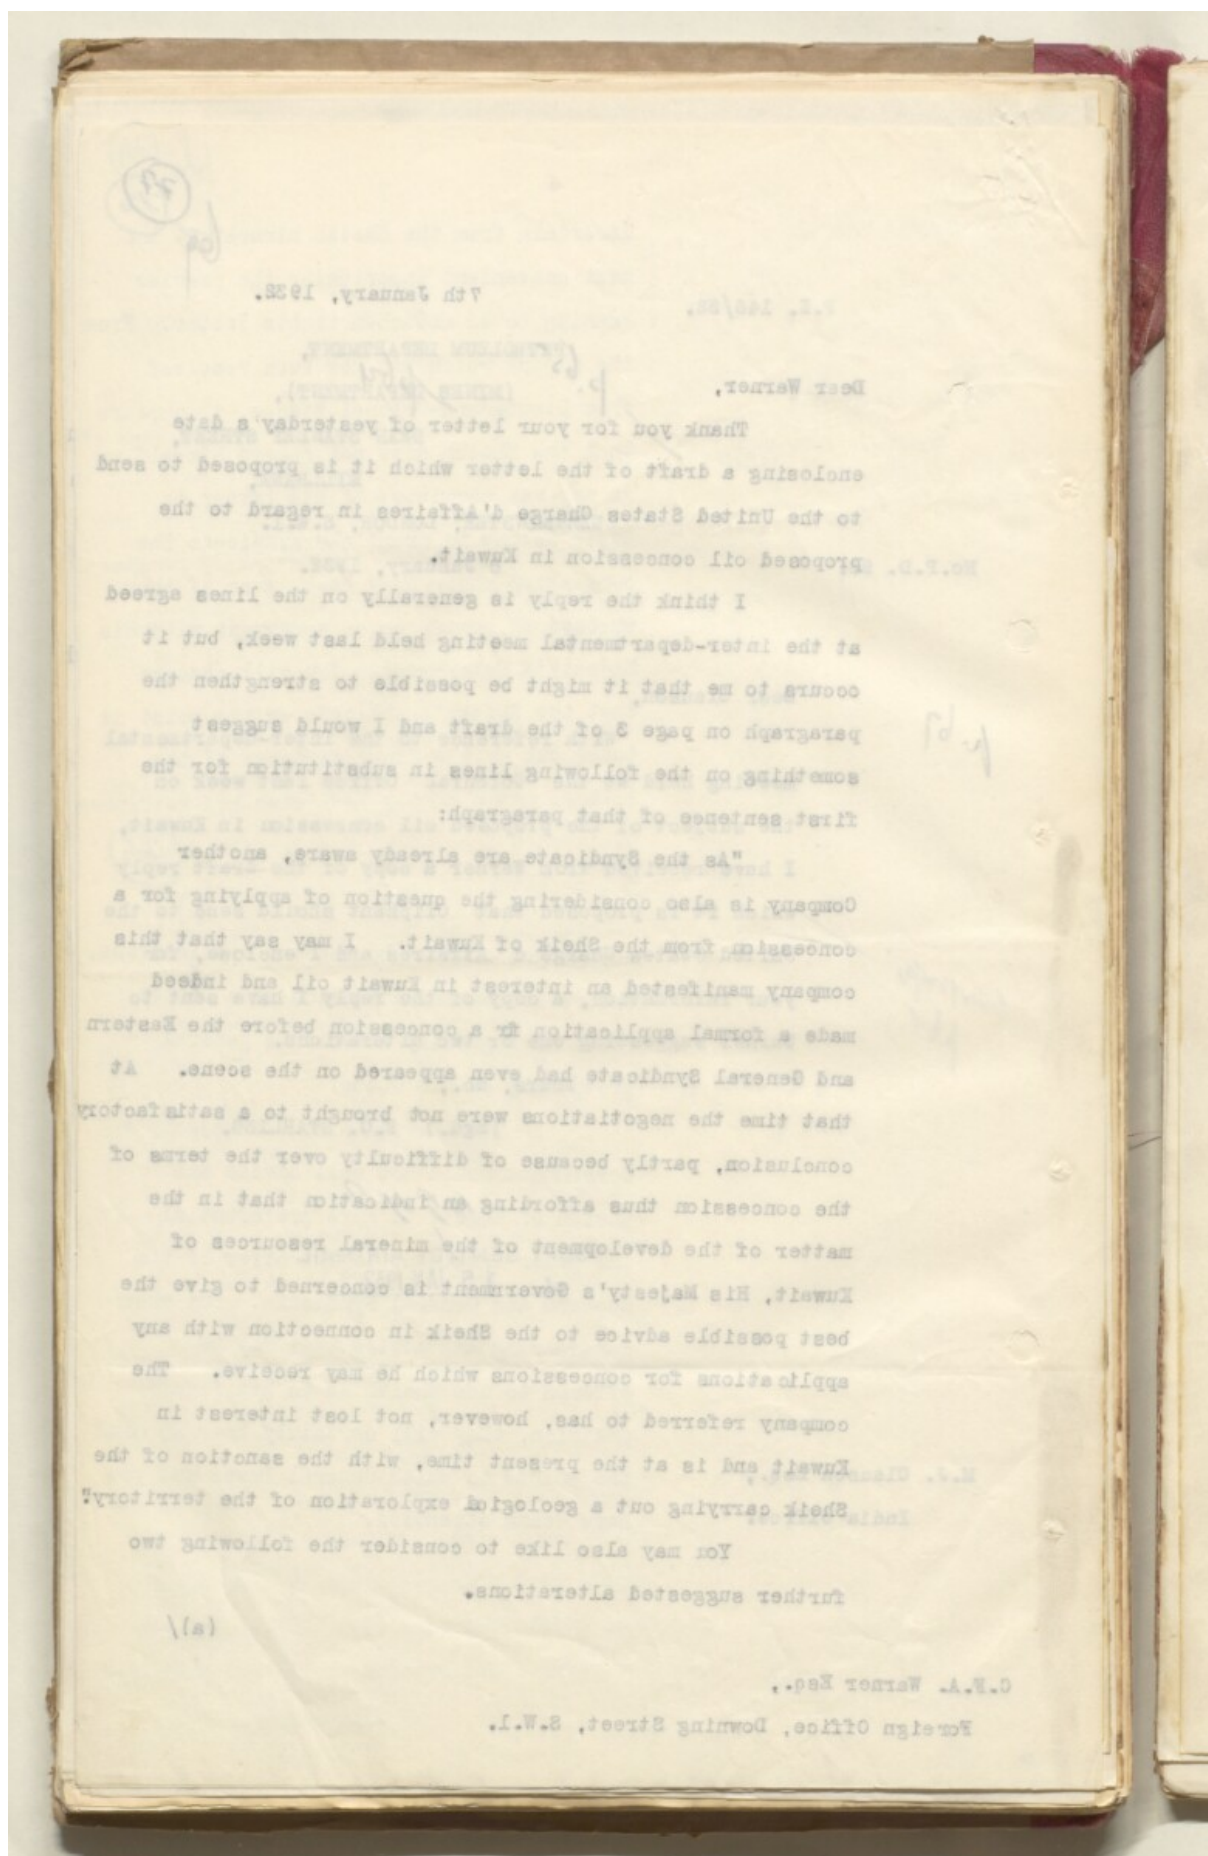 29
69
7th January, 1932.
Dear Warner,
Thank you for your letter of yesterday's date
enclosing a draft of the letter which it is proposed to send
to the United States Charge d'Affaires in regard to the
proposed oil concession in Kuwait.
I think the reply is generally on the lines agreed
at the inter-departmental meeting held last week, but it
occurs to me that it might be possible to strengthen the
paragraph on page 3 of the draft and I would suggest
something on the following lines in substitution for the
first sentence of that paragraph:
"As the Syndicate are already aware, another
Company is also considering the question of applying for a
concession from the Sheik of Kuwait. I may say that this
company manifested an interest in Kuwait oil and indeed
made a formal application fr a concession before the Eastern
and General Syndicate had even appeared on the scene. At
that time the negotiations were not brought to a satisfactory
conclusion, partly because of difficulty over the terms of
the concession thus affording an indication that in the
matter of the development of the mineral resources of
Kuwait, His Majesty's Government is concerned to give the
best possible advice to the Sheik in connection with any
applications for concessions which he may receive. The
company referred to has, however, not lost interest in
Kuwait and is at the present time, with the sanction of the
Sheik carrying out a geological exploration of the territory."
You may also like to consider the following two
further suggested alterations.
(a)/
C.F.A. Warner Esq.,
Foreign Office, Downing Street, S.W.1.